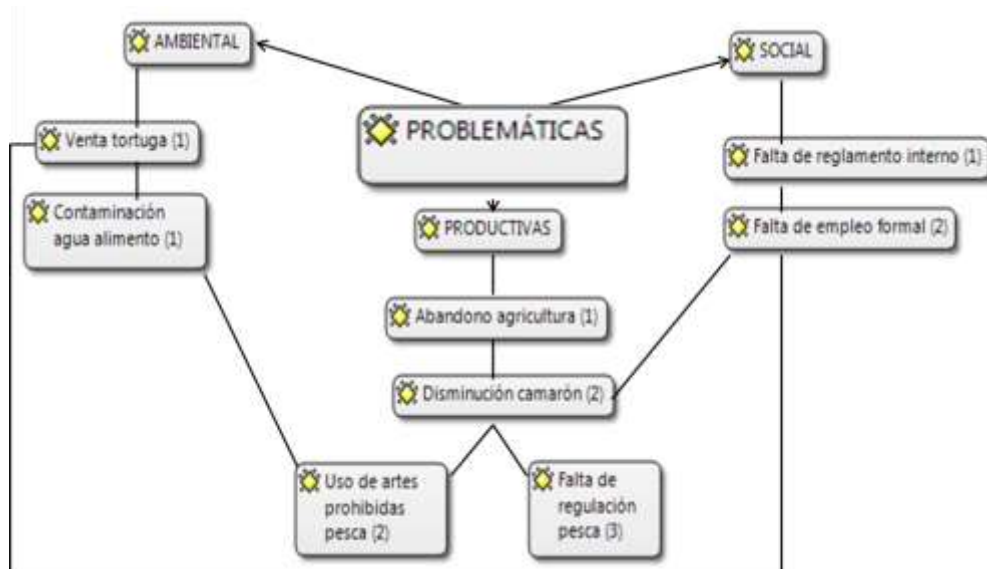 AMBIENTAL
SOCIAL
PROBLEMÁTICAS
Venta tortuga (1)
Falta de reglamento interno (1)
Contaminación
agua alimento (1)
PRODUCTIVAS
Falta de empleo formal (2)
Abandono agricultura (1)
Disminución camarón (2)
Uso de artes
prohibidas
pesca (2)
Falta de
regulación
pesca (3)